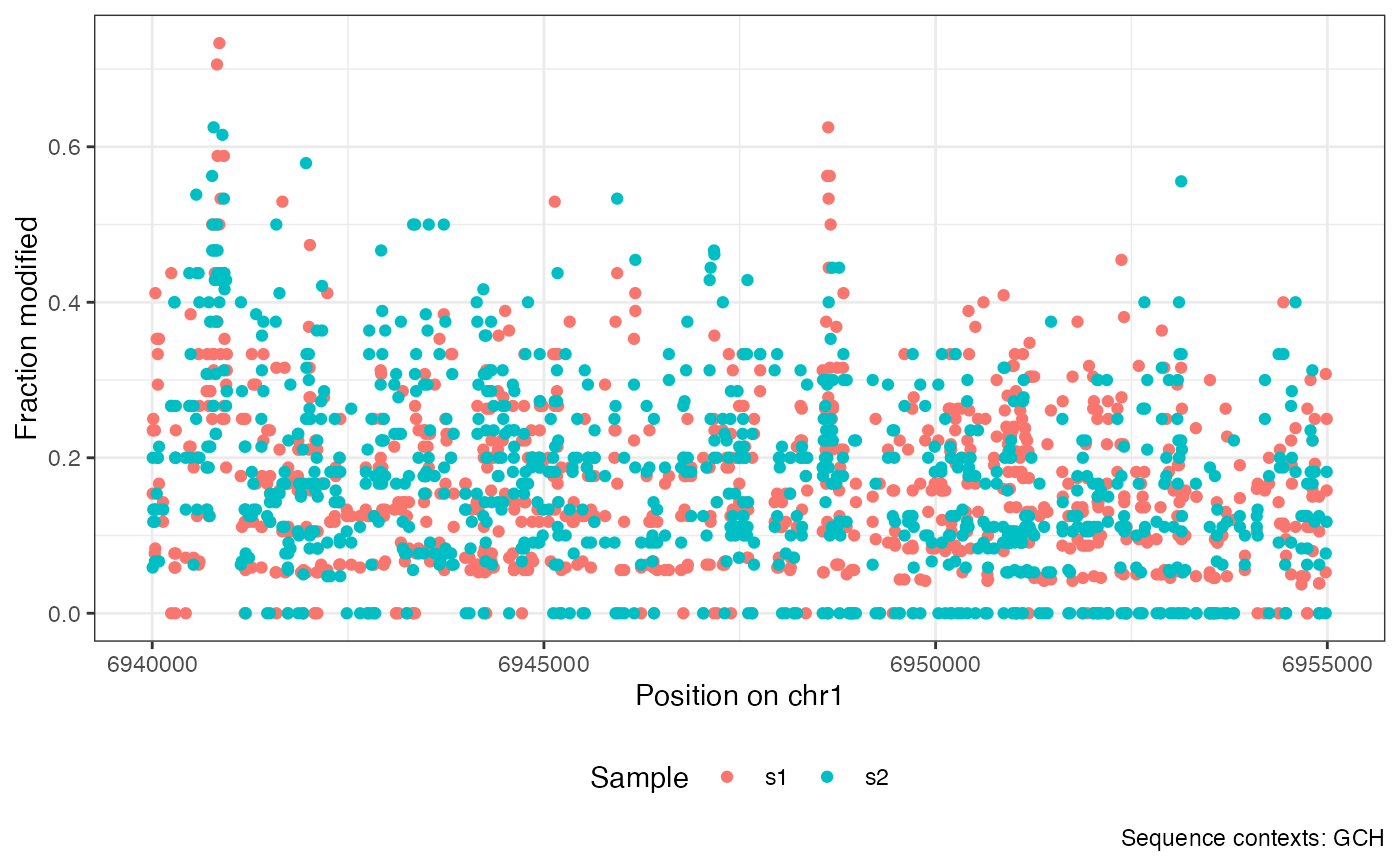 Fraction modified
0.6
0.4
0.2
0.0
6940000 6945000 6950000 6955000
Position on chr1
Sample s1 s2
Sequence contexts: GCH